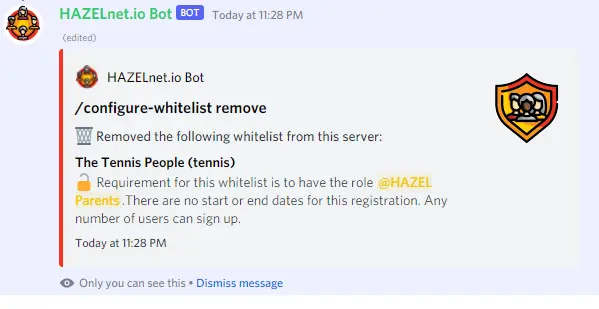 HAZELnet.io Bot BOT Today at 11:28 PM
(edited)
HAZELnet.io Bot
/configure-whitelist remove
Removed the following whitelist from this server:
The Tennis People (tennis)
Requirement for this whitelist is to have the role @HAZEL
Parents.There are no start or end dates for this registration. Any
number of users can sign up.
Today at 11:28 PM
Only you can see this • Dismiss message